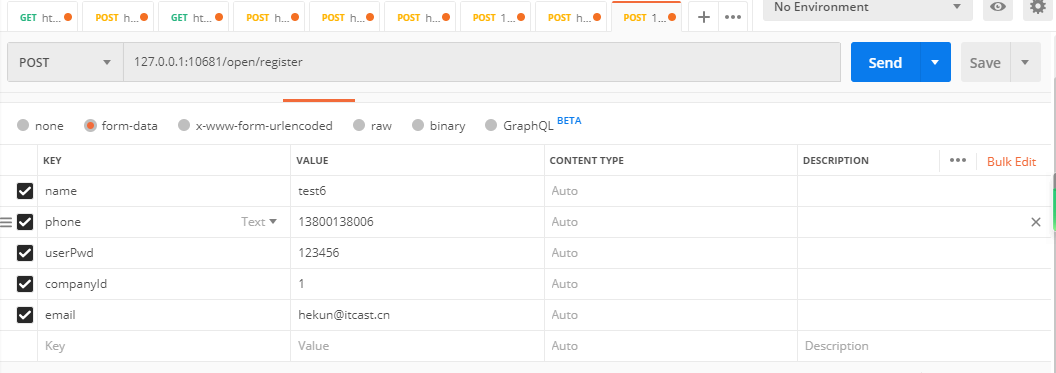 GET ht... POST h... GET ht... POST h... POST h... POST h... POST 1... POST h... POST 1... + ••• No Environment
POST 127.0.0.1:10681/open/register Send Save
none form-data x-www-form-urlencoded raw binary GraphQL BETA
KEY VALUE CONTENT TYPE DESCRIPTION ••• Bulk Edit
name test6 Auto
phone Text 13800138006 Auto
userPwd 123456 Auto
companyId 1 Auto
email hekun@itcast.cn Auto
Key Value Auto Description